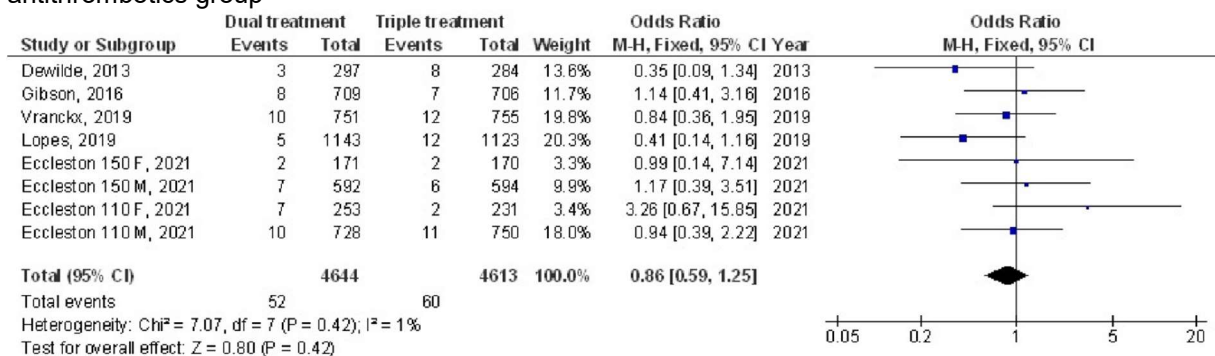 antithrombotics group
Dual treatment Triple treatment Odds Ratio Odds Ratio
Study or Subgroup Events Total Events Total Weight M-H, Fixed, 95% CI Year M-H, Fixed, 95% CI
Dewilde, 2013 3 297 8 284 13.6% 0.35 [0.09, 1.34] 2013
Gibson, 2016 8 709 7 706 11.7% 1.14 [0.41, 3.16] 2016
Vranckx, 2019 10 751 12 755 19.8% 0.84 [0.36, 1.95] 2019
Lopes, 2019 5 1143 12 1123 20.3% 0.41 [0.14, 1.16] 2019
Eccleston 150 F, 2021 2 171 2 170 3.3% 0.99 [0.14, 7.14] 2021
Eccleston 150 M, 2021 7 592 6 594 9.9% 1.17 [0.39, 3.51] 2021
Eccleston 110 F, 2021 7 253 2 231 3.4% 3.26 [0.67, 15.85] 2021
Eccleston 110 M, 2021 10 728 11 750 18.0% 0.94 [0.39, 2.22] 2021
Total (95% CI) 4644 4613 100.0% 0.86 [0.59, 1.25]
Total events 52 60
Heterogeneity: Chi² = 7.07, df = 7 (P = 0.42); I² = 1%
Test for overall effect: Z = 0.80 (P = 0.42)
0.05 0.2 1 5 20